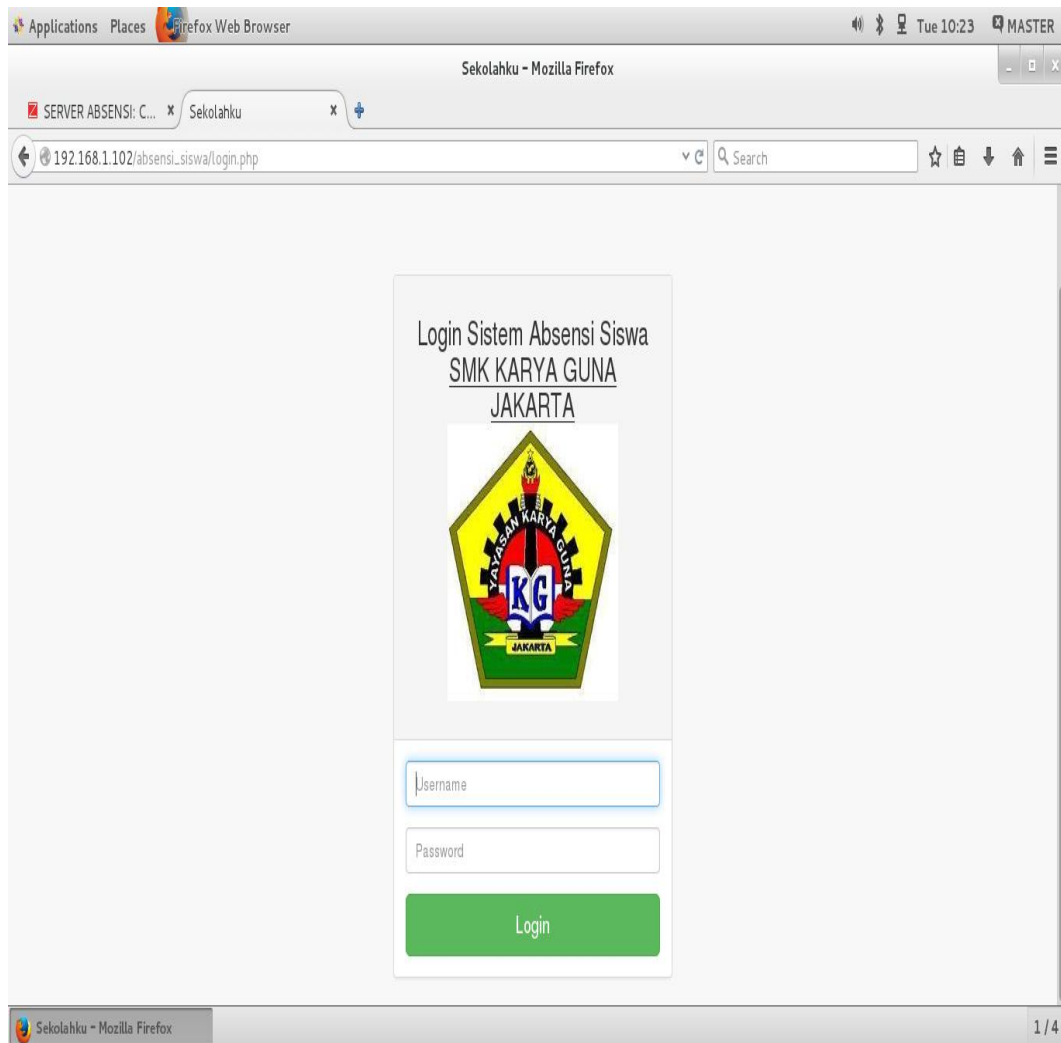 Applications Places Firefox Web Browser Tue 10:23 MASTER
Sekolahku - Mozilla Firefox
SERVER ABSENSI: C... Sekolahku
192.168.1.102/absensi_siswa/login.php Search
Login Sistem Absensi Siswa
SMK KARYA GUNA
JAKARTA
YAYASAN KARYA GUNA
KG
JAKARTA
Username
Password
Login
Sekolahku - Mozilla Firefox 1 / 4